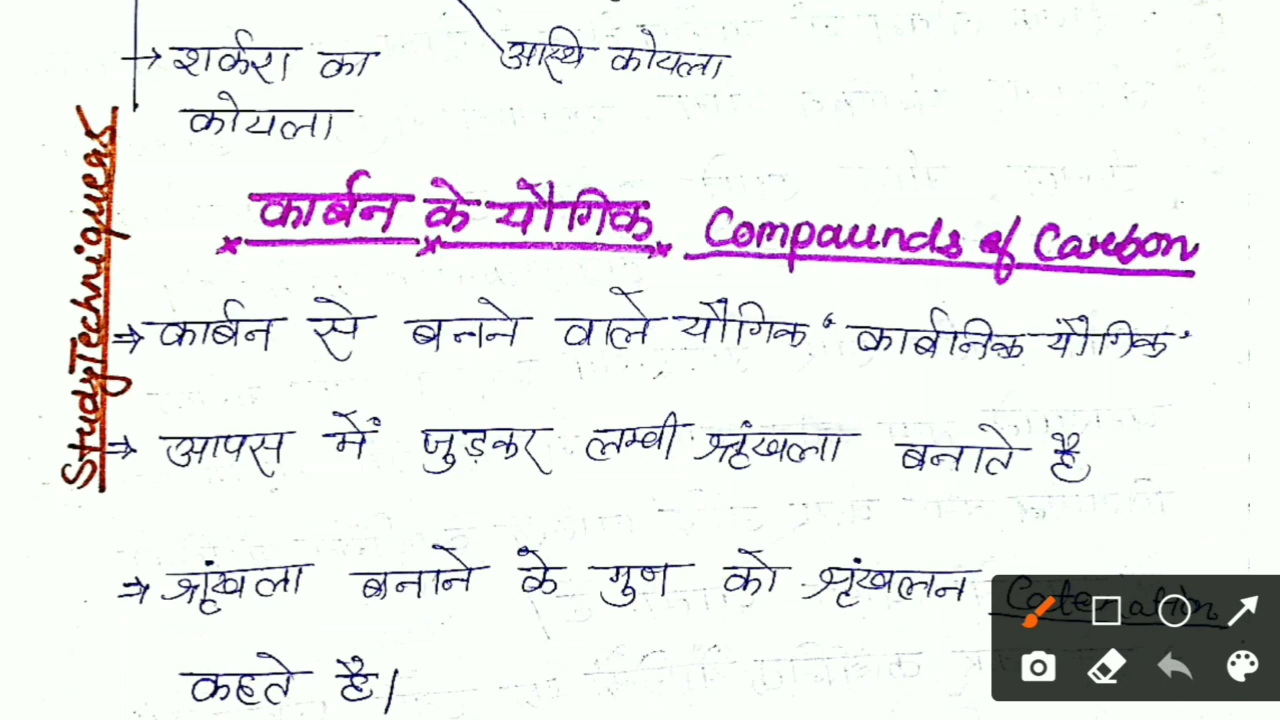 → शर्करा का अस्थि कोयला
कोयला
कार्बन के यौगिक Compaunds of Carbon
⇒ कार्बन से बनने वाले यौगिक ‘ कार्बनिक यौगिक ’
⇒ आपस में जुड़कर लम्बी श्रृंखला बनाते है
⇒ श्रृंखला बनाने के गुण को श्रृंखलन Catenation
कहते है।
StudyTechniques